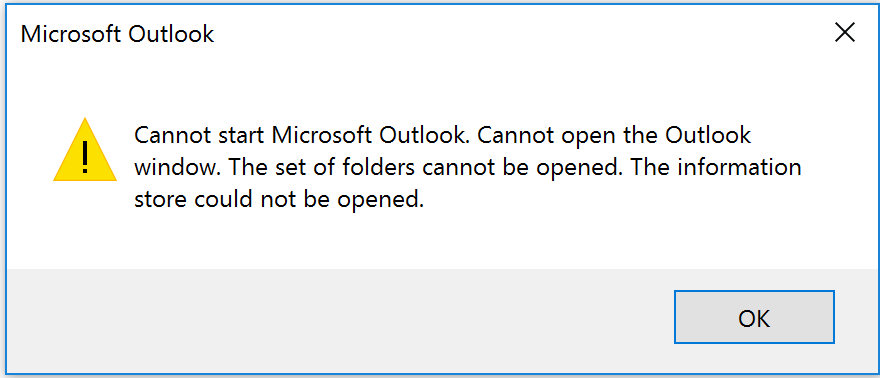 Microsoft Outlook
Cannot start Microsoft Outlook. Cannot open the Outlook
window. The set of folders cannot be opened. The information
store could not be opened.
OK